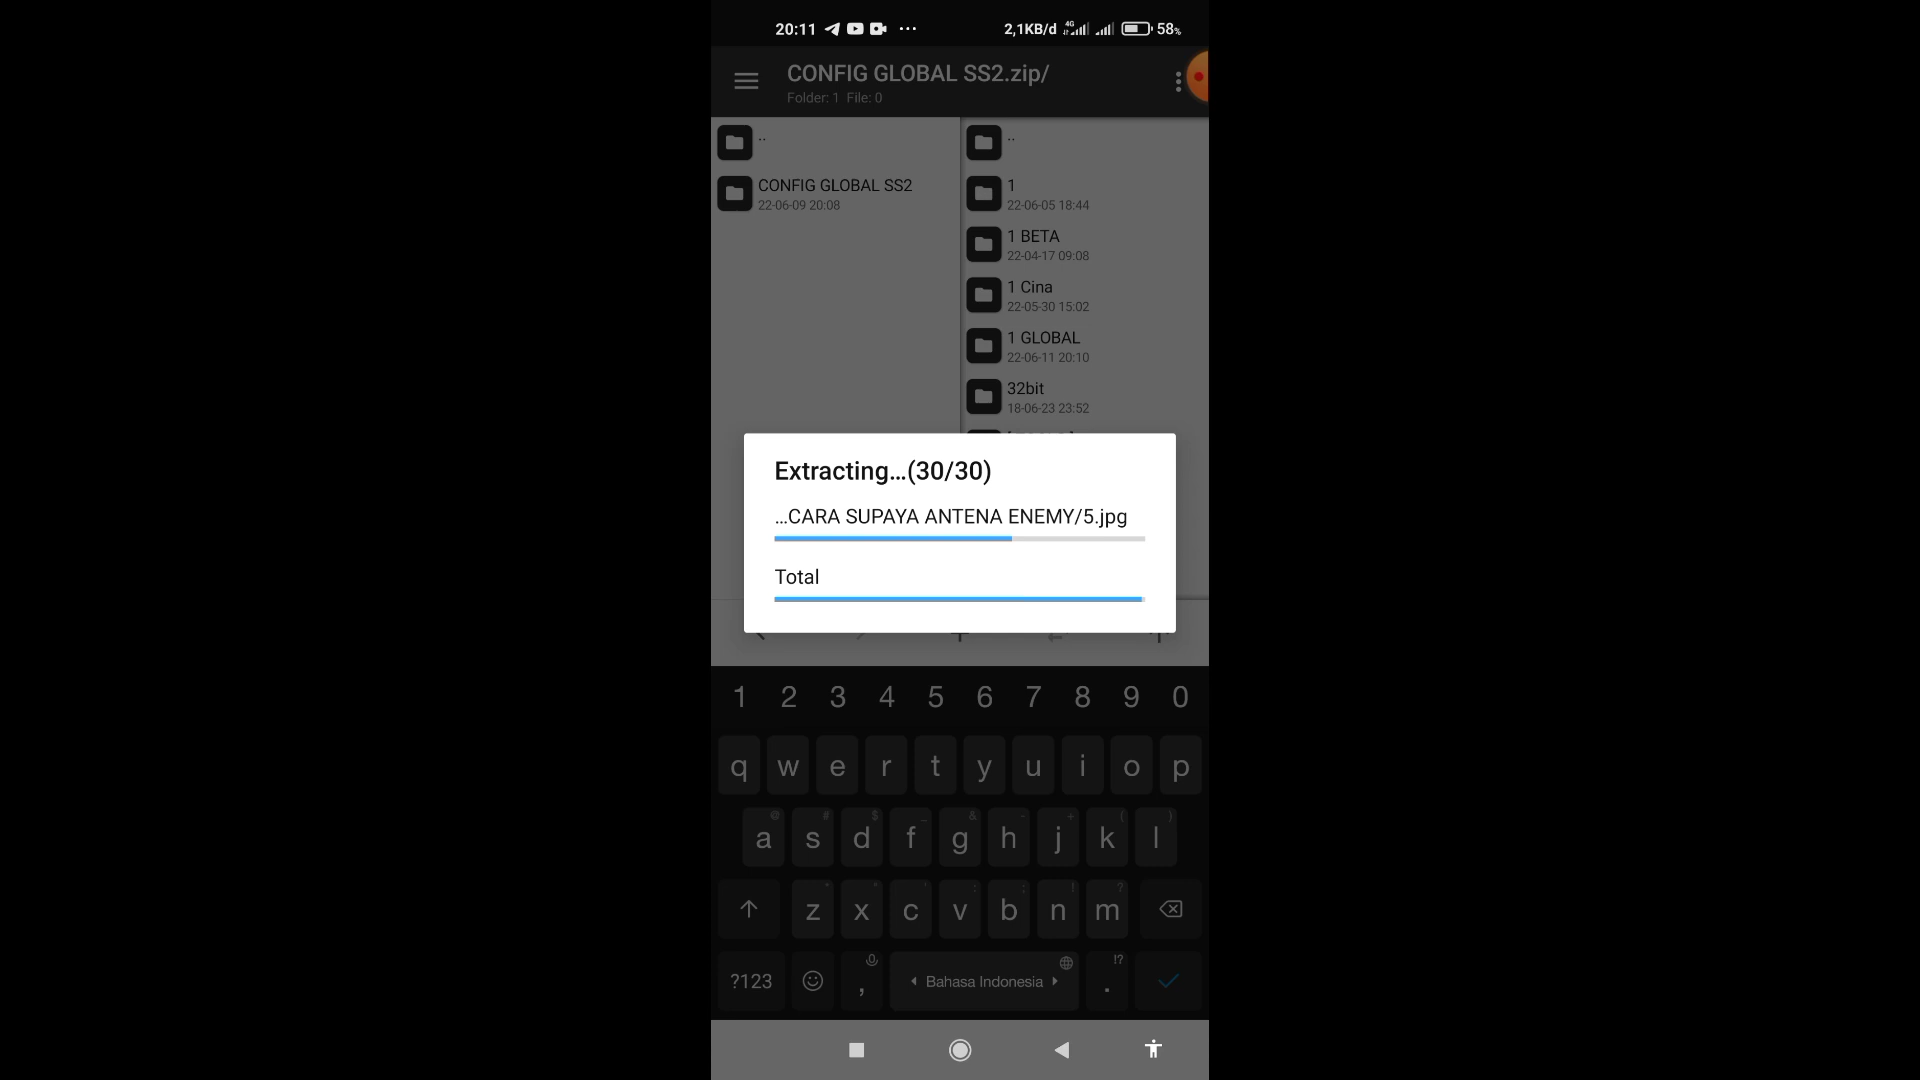 20:11 ··· 2,1KB/d 4G 58%
CONFIG GLOBAL SS2.zip/
Folder: 1 File: 0
..
CONFIG GLOBAL SS2
22-06-09 20:08
..
1
22-06-05 18:44
1 BETA
22-04-17 09:08
1 Cina
22-05-30 15:02
1 GLOBAL
22-06-11 20:10
32bit
18-06-23 23:52
Extracting...(30/30)
...CARA SUPAYA ANTENA ENEMY/5.jpg
Total
1 2 3 4 5 6 7 8 9 0
q w e r t y u i o p
@ # $ _ & - + ( )
a s d f g h j k l
* " ' : ; ! ?
z x c v b n m
!?
?123 , Bahasa Indonesia .